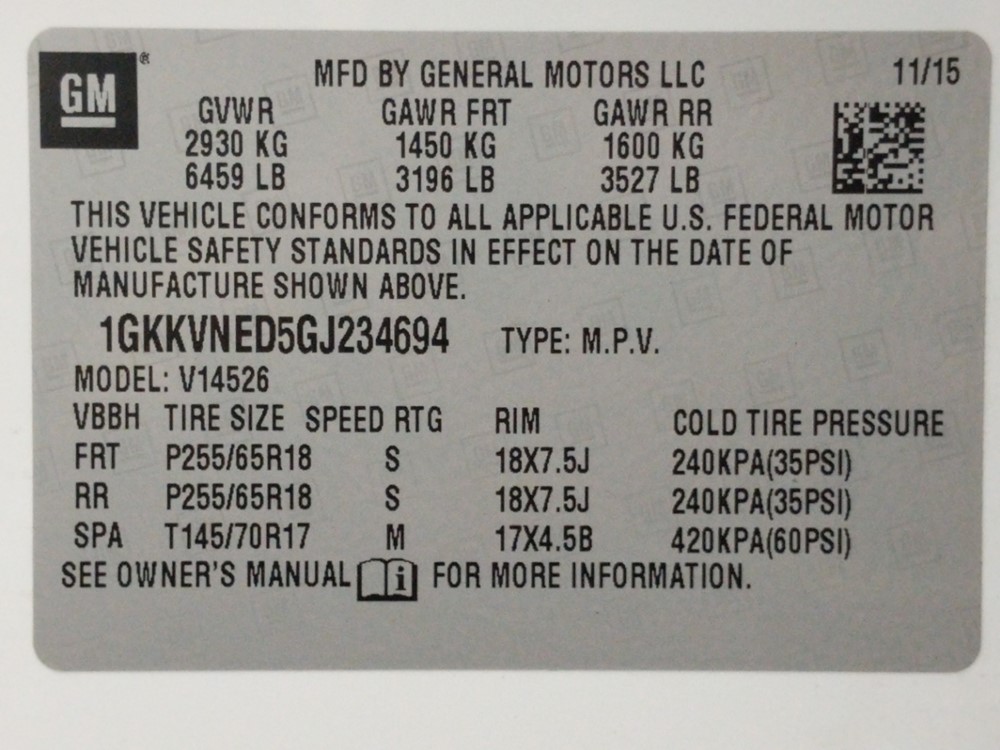 GM ®
MFD BY GENERAL MOTORS LLC 11/15
GVWR GAWR FRT GAWR RR
2930 KG 1450 KG 1600 KG
6459 LB 3196 LB 3527 LB
THIS VEHICLE CONFORMS TO ALL APPLICABLE U.S. FEDERAL MOTOR
VEHICLE SAFETY STANDARDS IN EFFECT ON THE DATE OF
MANUFACTURE SHOWN ABOVE.
1GKKVNED5GJ234694 TYPE: M.P.V.
MODEL: V14526
VBBH TIRE SIZE SPEED RTG RIM COLD TIRE PRESSURE
FRT P255/65R18 S 18X7.5J 240KPA(35PSI)
RR P255/65R18 S 18X7.5J 240KPA(35PSI)
SPA T145/70R17 M 17X4.5B 420KPA(60PSI)
SEE OWNER'S MANUAL i FOR MORE INFORMATION.